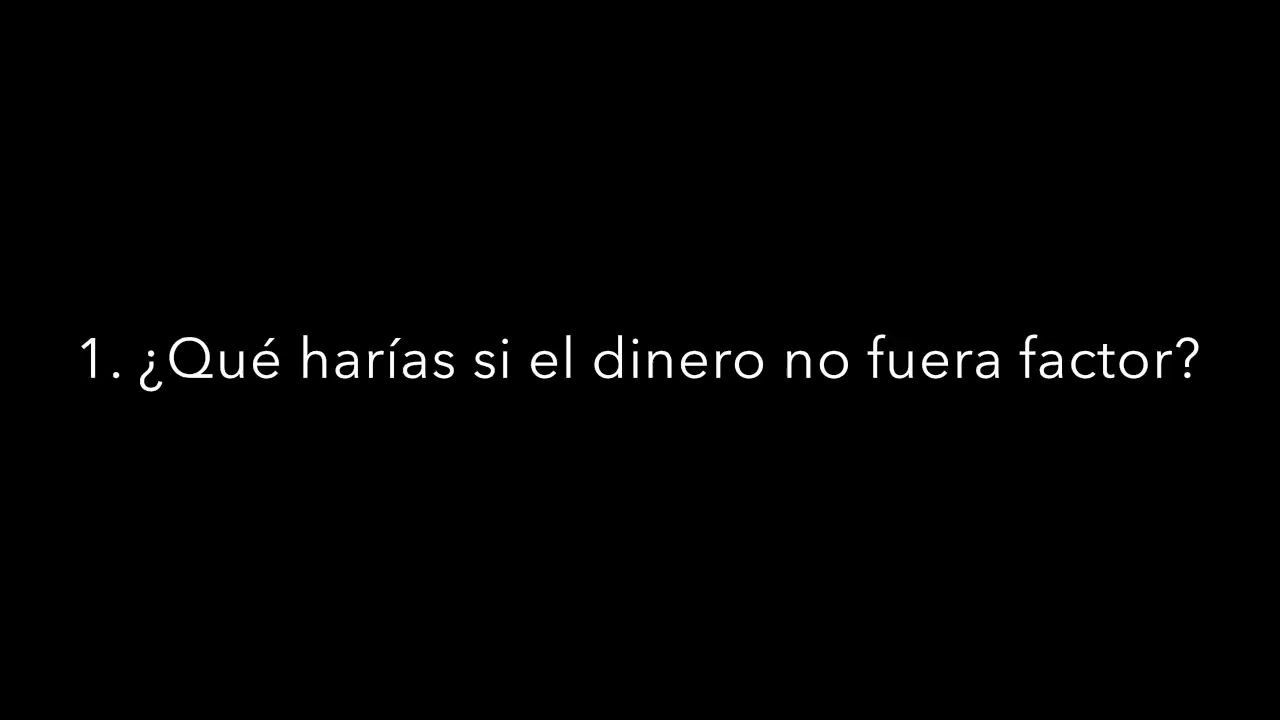 1. ¿Qué harías si el dinero no fuera factor?